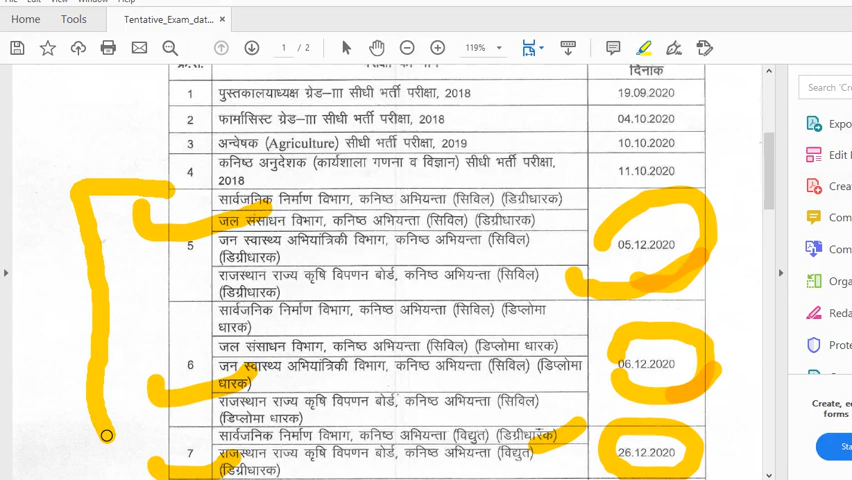 Home Tools Tentative_Exam_dat... ×
1 / 2 119%
क्र.सं. परीक्षा का नाम दिनांक
1 पुस्तकालयाध्यक्ष ग्रेड-ााा सीधी भर्ती परीक्षा, 2018 19.09.2020
2 फार्मासिस्ट ग्रेड-ााा सीधी भर्ती परीक्षा, 2018 04.10.2020
3 अन्वेषक (Agriculture) सीधी भर्ती परीक्षा, 2019 10.10.2020
4 कनिष्ठ अनुदेशक (कार्यशाला गणना व विज्ञान) सीधी भर्ती परीक्षा, 2018 11.10.2020
5 सार्वजनिक निर्माण विभाग, कनिष्ठ अभियन्ता (सिविल) (डिग्रीधारक)
जल संसाधन विभाग, कनिष्ठ अभियन्ता (सिविल) (डिग्रीधारक)
जन स्वास्थ्य अभियांत्रिकी विभाग, कनिष्ठ अभियन्ता (सिविल)
(डिग्रीधारक)
05.12.2020
राजस्थान राज्य कृषि विपणन बोर्ड, कनिष्ठ अभियन्ता (सिविल)
(डिग्रीधारक)
6 सार्वजनिक निर्माण विभाग, कनिष्ठ अभियन्ता (सिविल) (डिप्लोमा
धारक)
जल संसाधन विभाग, कनिष्ठ अभियन्ता (सिविल) (डिप्लोमा धारक)
जन स्वास्थ्य अभियांत्रिकी विभाग, कनिष्ठ अभियन्ता (सिविल) (डिप्लोमा
धारक)
06.12.2020
राजस्थान राज्य कृषि विपणन बोर्ड, कनिष्ठ अभियन्ता (सिविल)
(डिप्लोमा धारक)
7 सार्वजनिक निर्माण विभाग, कनिष्ठ अभियन्ता (विद्युत) (डिग्रीधारक)
राजस्थान राज्य कृषि विपणन बोर्ड, कनिष्ठ अभियन्ता (विद्युत)
(डिग्रीधारक)
26.12.2020
Search 'Cr
Expo
Edit
Crea
Com
Com
Orga
Reda
Prote
Create, e
forms
Sta